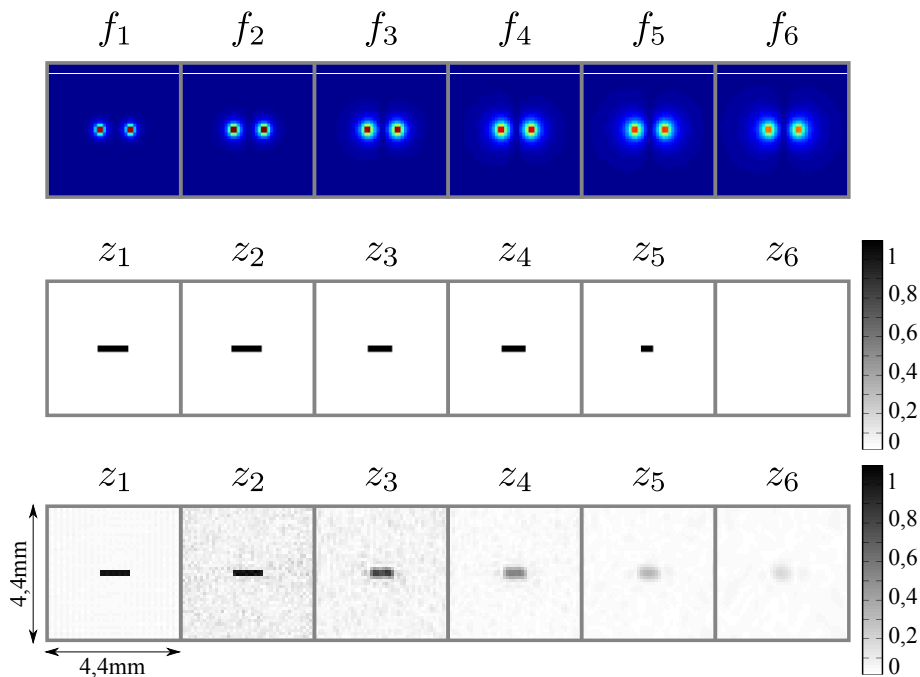 f₁ f₂ f₃ f₄ f₅ f₆
z₁ z₂ z₃ z₄ z₅ z₆
1
0,8
0,6
0,4
0,2
0
z₁ z₂ z₃ z₄ z₅ z₆
1
0,8
0,6
0,4
0,2
0
4,4mm
4,4mm